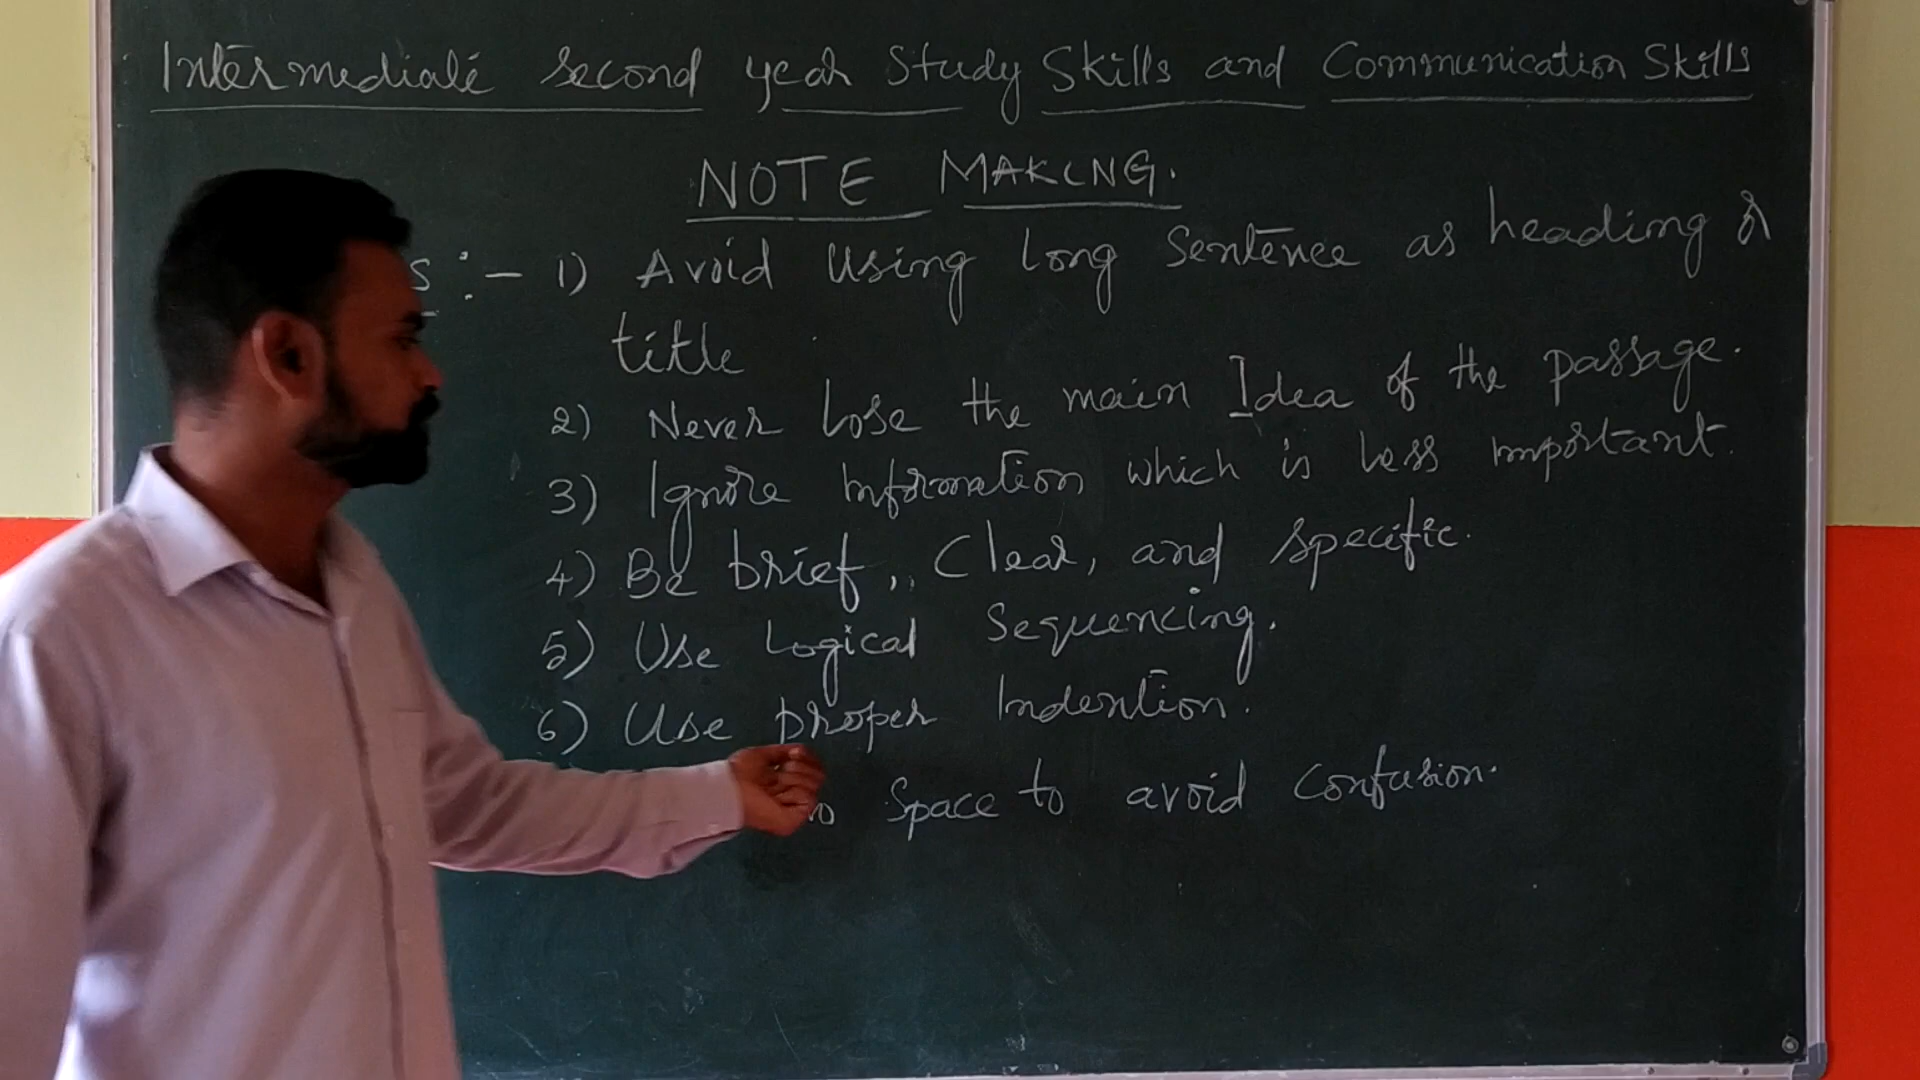 Intermediate second year Study Skills and Communication Skills
NOTE MAKING.
s :- 1) Avoid Using Long Sentence as heading or
title
2) Never Lose the main Idea of the passage.
3) Ignore Information which is Less important.
4) Be brief, Clear, and specific.
5) Use Logical Sequencing.
6) Use proper Indention.
Space to avoid Confusion.